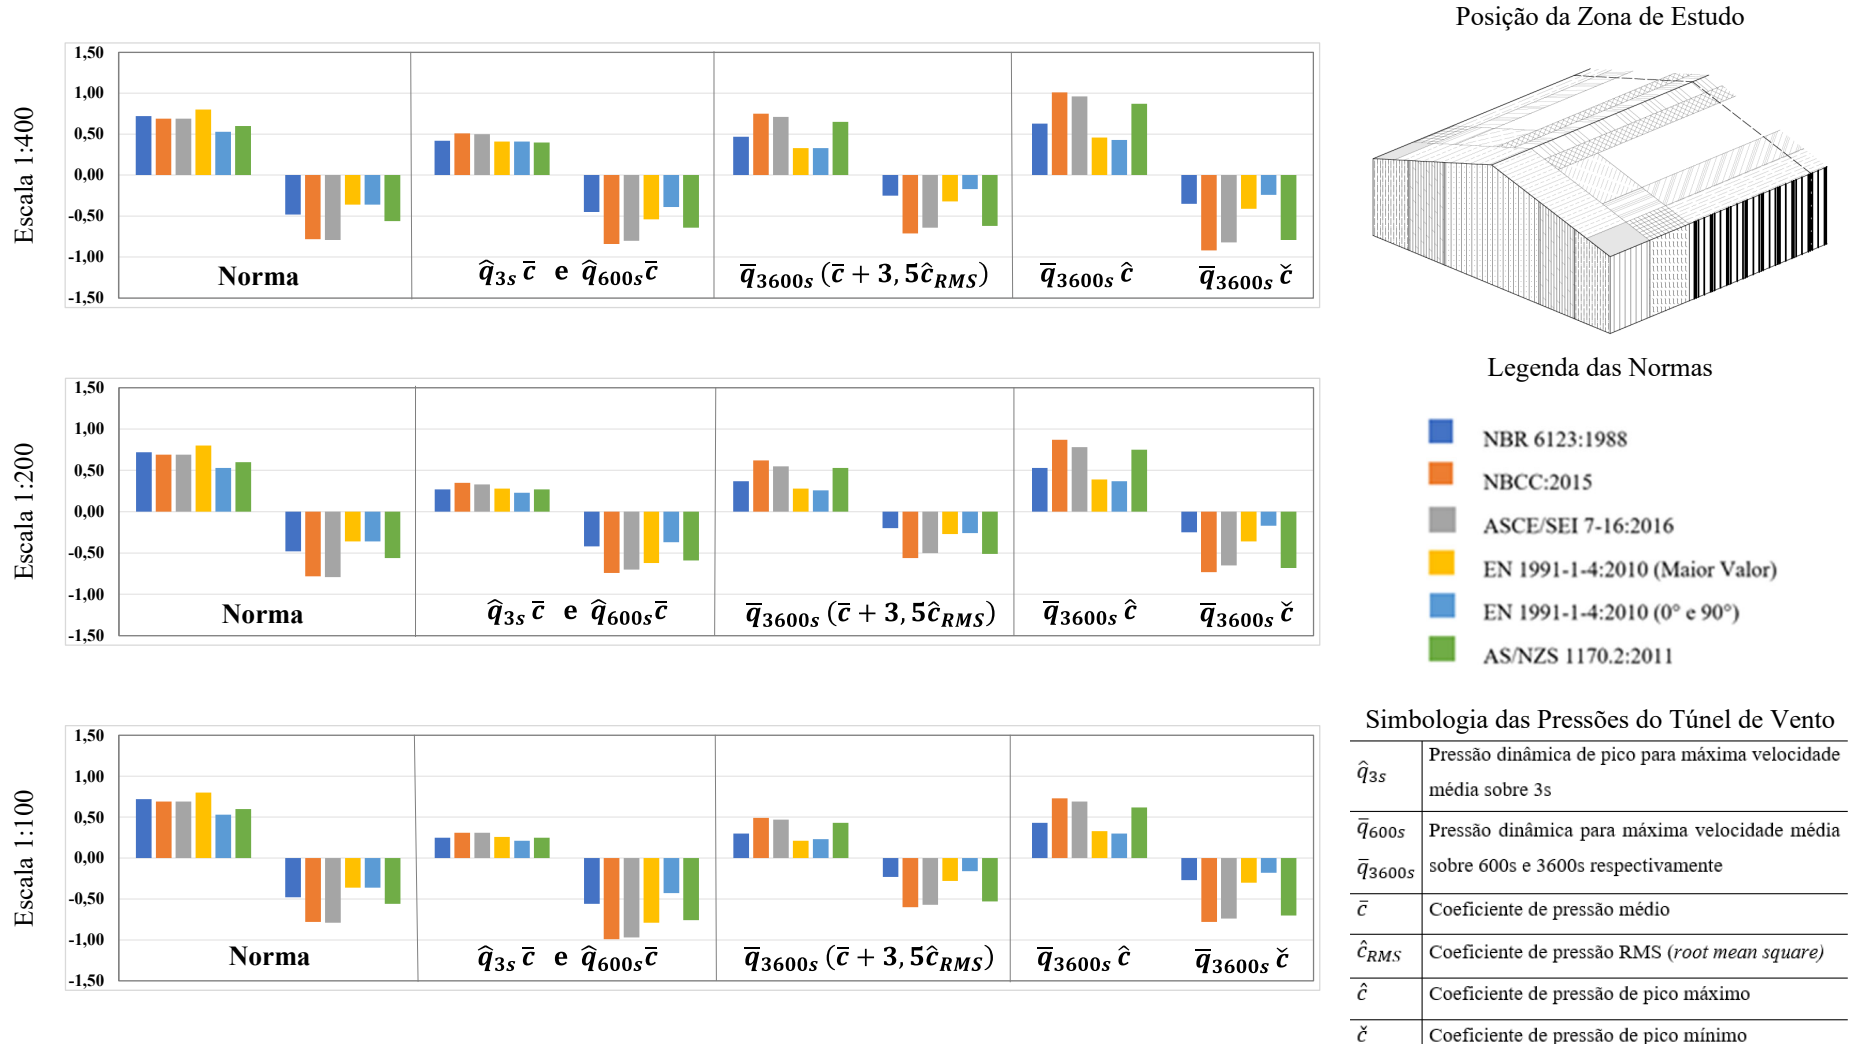 Posição da Zona de Estudo
Escala 1:400
1,50
1,00
0,50
0,00
-0,50
-1,00
-1,50
Norma
q̂3s c̄ e q̂600s c̄
q̄3600s (c̄ + 3, 5ĉRMS)
q̄3600s ĉ
q̄3600s č
Escala 1:200
1,50
1,00
0,50
0,00
-0,50
-1,00
-1,50
Norma
q̂3s c̄ e q̂600s c̄
q̄3600s (c̄ + 3, 5ĉRMS)
q̄3600s ĉ
q̄3600s č
Escala 1:100
1,50
1,00
0,50
0,00
-0,50
-1,00
-1,50
Norma
q̂3s c̄ e q̂600s c̄
q̄3600s (c̄ + 3, 5ĉRMS)
q̄3600s ĉ
q̄3600s č
Legenda das Normas
NBR 6123:1988
NBCC:2015
ASCE/SEI 7-16:2016
EN 1991-1-4:2010 (Maior Valor)
EN 1991-1-4:2010 (0° e 90°)
AS/NZS 1170.2:2011
Simbologia das Pressões do Túnel de Vento
q̂3s Pressão dinâmica de pico para máxima velocidade
média sobre 3s
q̄600s Pressão dinâmica para máxima velocidade média
q̄3600s sobre 600s e 3600s respectivamente
c̄ Coeficiente de pressão médio
ĉRMS Coeficiente de pressão RMS (root mean square)
ĉ Coeficiente de pressão de pico máximo
č Coeficiente de pressão de pico mínimo